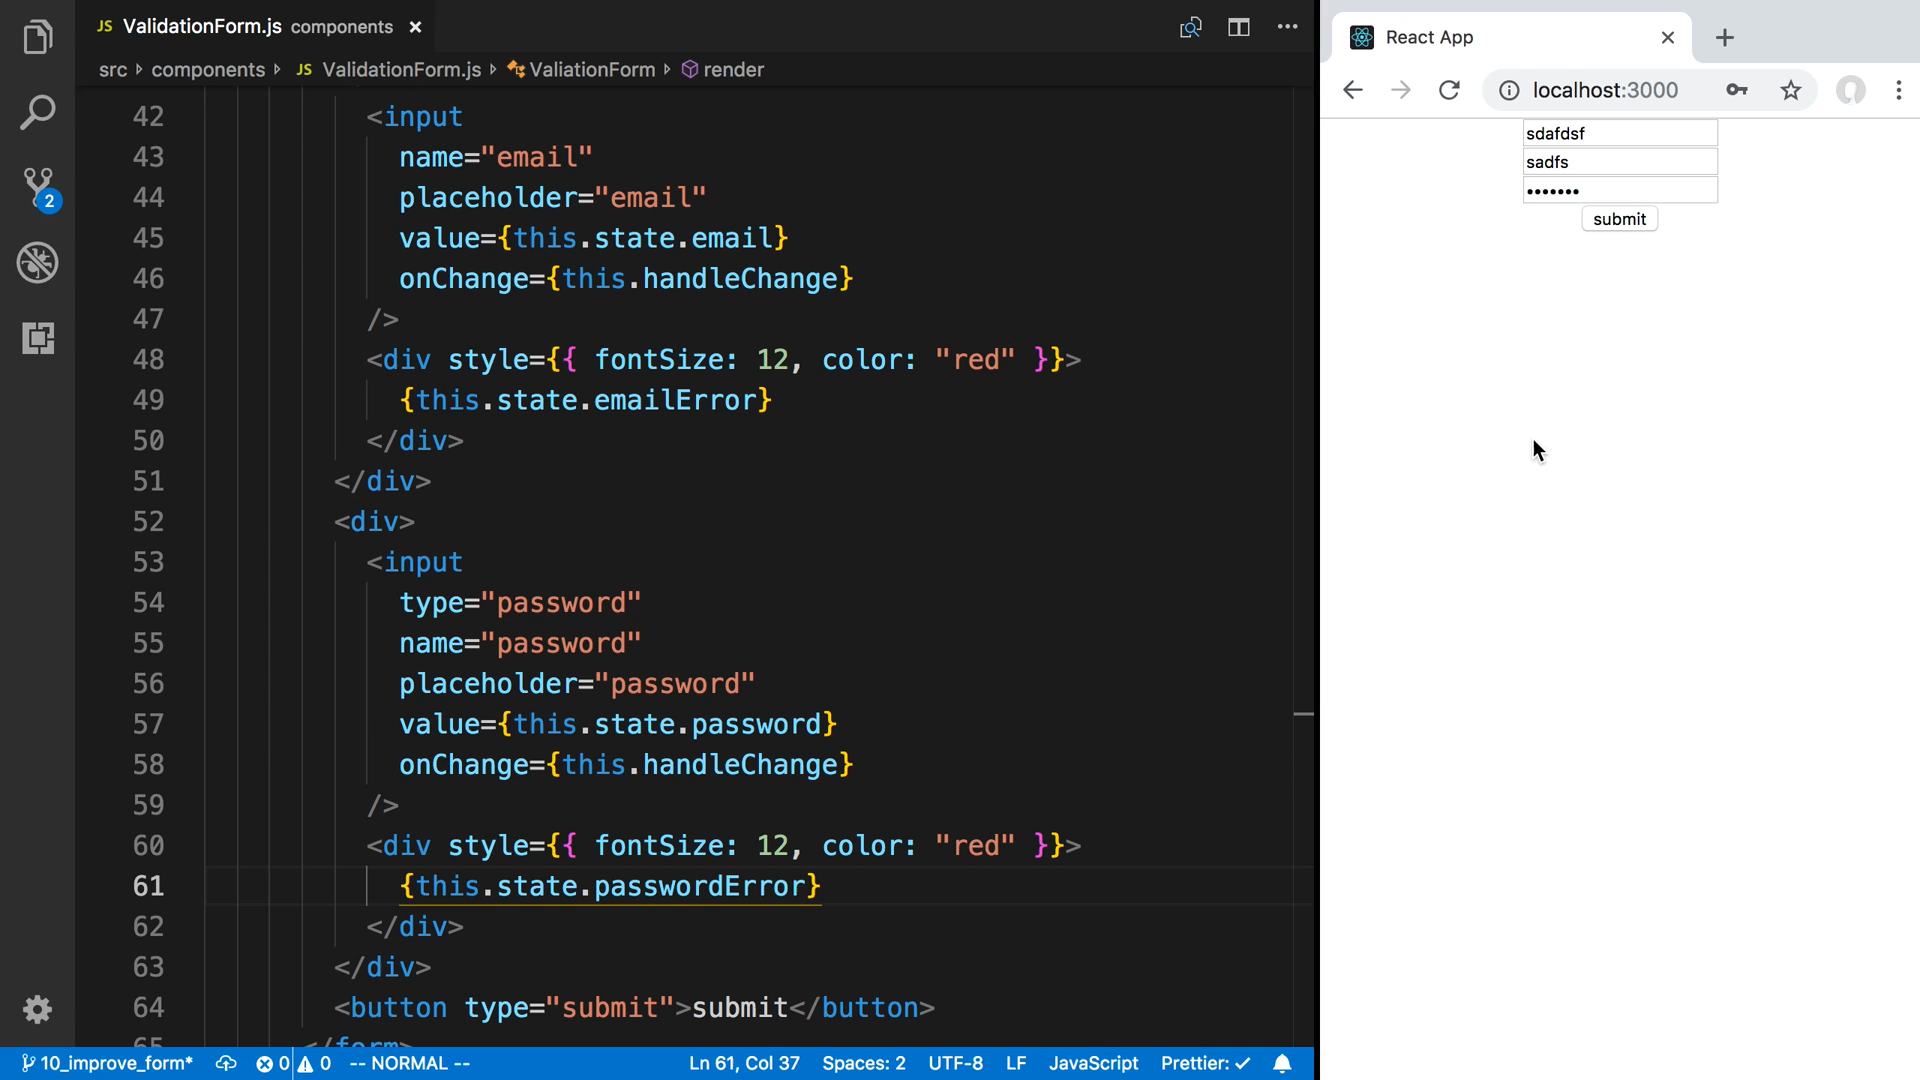 JS ValidationForm.js components ×
src components JS ValidationForm.js ValiationForm render
42 <input
43 name="email"
44 placeholder="email"
45 value={this.state.email}
46 onChange={this.handleChange}
47 />
48 <div style={{ fontSize: 12, color: "red" }}>
49 {this.state.emailError}
50 </div>
51 </div>
52 <div>
53 <input
54 type="password"
55 name="password"
56 placeholder="password"
57 value={this.state.password}
58 onChange={this.handleChange}
59 />
60 <div style={{ fontSize: 12, color: "red" }}>
61 {this.state.passwordError}
62 </div>
63 </div>
64 <button type="submit">submit</button>
65 </form>
2
10_improve_form* 0 0 -- NORMAL -- Ln 61, Col 37 Spaces: 2 UTF-8 LF JavaScript Prettier: ✓
React App
localhost:3000
sdafdsf
sadfs
•••••••
submit